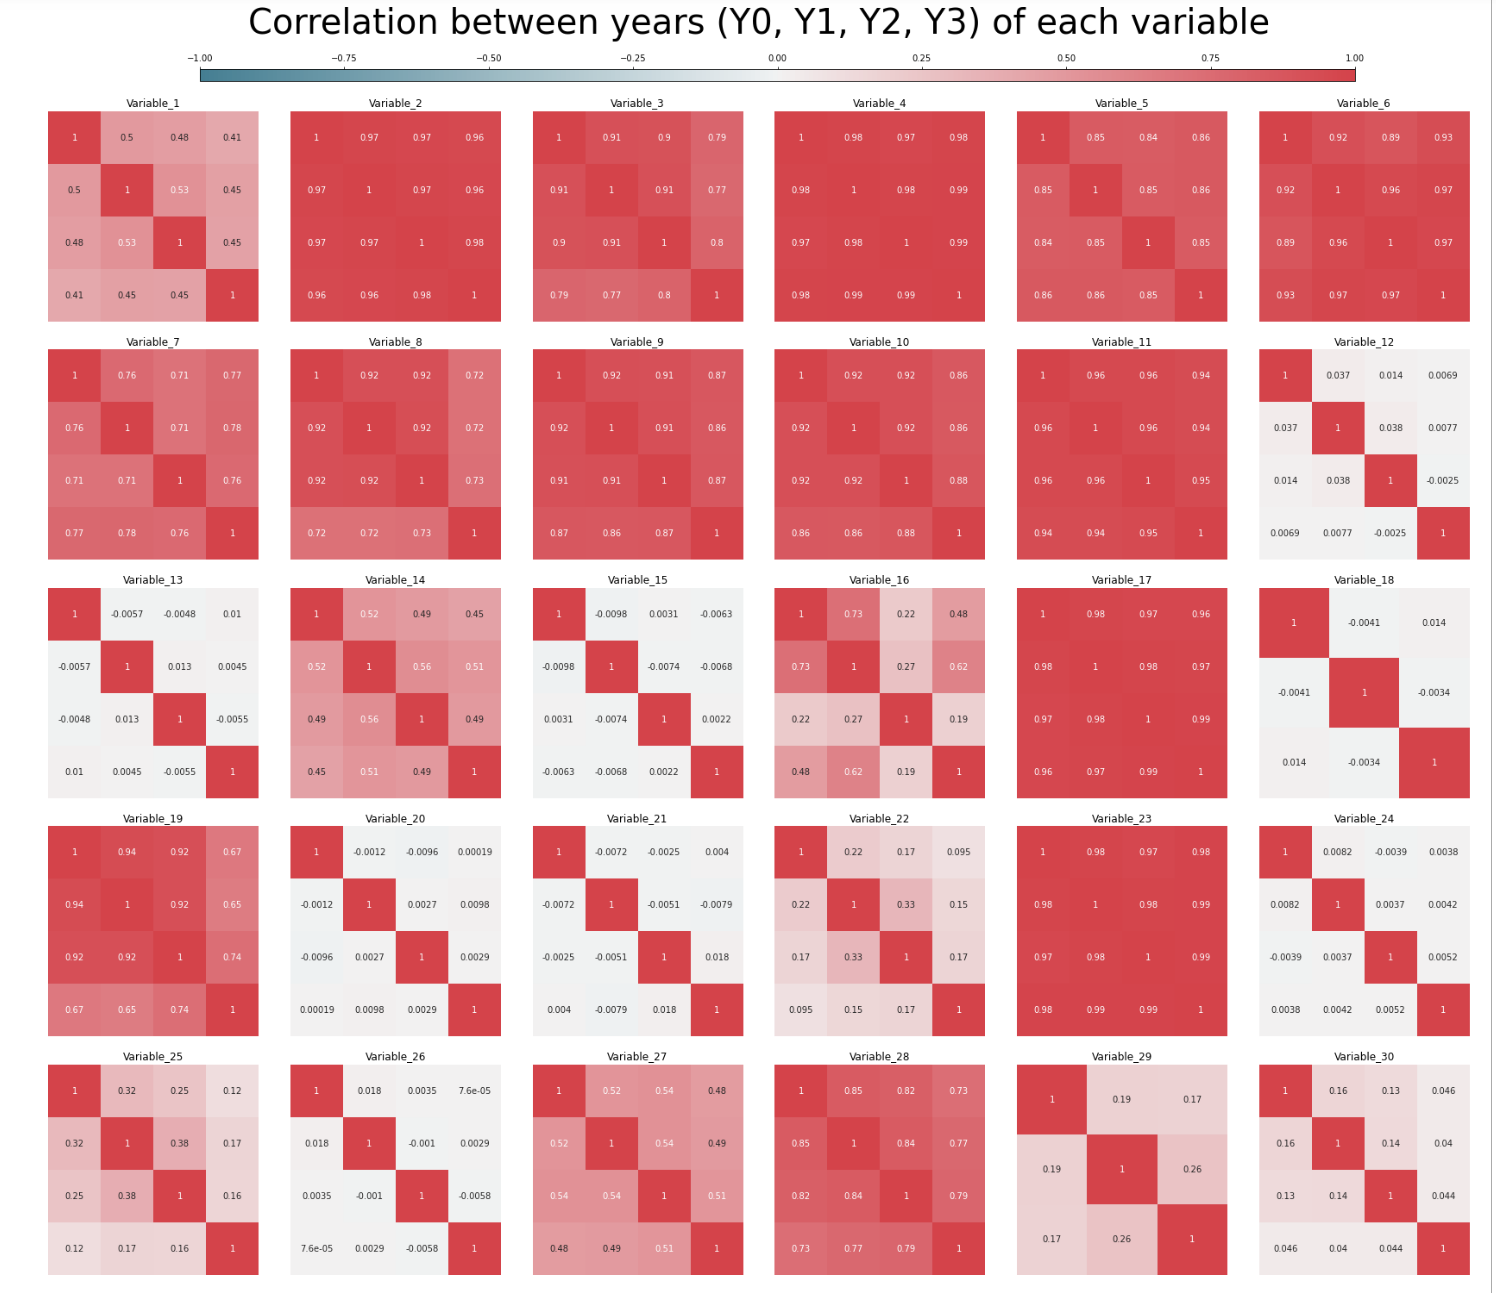 Correlation between years (Y0, Y1, Y2, Y3) of each variable
−1.00 −0.75 −0.50 −0.25 0.00 0.25 0.50 0.75 1.00
Variable_1 Variable_2 Variable_3 Variable_4 Variable_5 Variable_6
1 0.5 0.48 0.41 1 0.97 0.97 0.96 1 0.91 0.9 0.79 1 0.98 0.97 0.98 1 0.85 0.84 0.86 1 0.92 0.89 0.93
0.5 1 0.53 0.45 0.97 1 0.97 0.96 0.91 1 0.91 0.77 0.98 1 0.98 0.99 0.85 1 0.85 0.86 0.92 1 0.96 0.97
0.48 0.53 1 0.45 0.97 0.97 1 0.98 0.9 0.91 1 0.8 0.97 0.98 1 0.99 0.84 0.85 1 0.85 0.89 0.96 1 0.97
0.41 0.45 0.45 1 0.96 0.96 0.98 1 0.79 0.77 0.8 1 0.98 0.99 0.99 1 0.86 0.86 0.85 1 0.93 0.97 0.97 1
Variable_7 Variable_8 Variable_9 Variable_10 Variable_11 Variable_12
1 0.76 0.71 0.77 1 0.92 0.92 0.72 1 0.92 0.91 0.87 1 0.92 0.92 0.86 1 0.96 0.96 0.94 1 0.037 0.014 0.0069
0.76 1 0.71 0.78 0.92 1 0.92 0.72 0.92 1 0.91 0.86 0.92 1 0.92 0.86 0.96 1 0.96 0.94 0.037 1 0.038 0.0077
0.71 0.71 1 0.76 0.92 0.92 1 0.73 0.91 0.91 1 0.87 0.92 0.92 1 0.88 0.96 0.96 1 0.95 0.014 0.038 1 -0.0025
0.77 0.78 0.76 1 0.72 0.72 0.73 1 0.87 0.86 0.87 1 0.86 0.86 0.88 1 0.94 0.94 0.95 1 0.0069 0.0077 -0.0025 1
Variable_13 Variable_14 Variable_15 Variable_16 Variable_17 Variable_18
1 -0.0057 -0.0048 0.01 1 0.52 0.49 0.45 1 -0.0098 0.0031 -0.0063 1 0.73 0.22 0.48 1 0.98 0.97 0.96 1 -0.0041 0.014
-0.0057 1 0.013 0.0045 0.52 1 0.56 0.51 -0.0098 1 -0.0074 -0.0068 0.73 1 0.27 0.62 0.98 1 0.98 0.97 -0.0041 1 -0.0034
-0.0048 0.013 1 -0.0055 0.49 0.56 1 0.49 0.0031 -0.0074 1 0.0022 0.22 0.27 1 0.19 0.97 0.98 1 0.99
0.01 0.0045 -0.0055 1 0.45 0.51 0.49 1 -0.0063 -0.0068 0.0022 1 0.48 0.62 0.19 1 0.96 0.97 0.99 1 0.014 -0.0034 1
Variable_19 Variable_20 Variable_21 Variable_22 Variable_23 Variable_24
1 0.94 0.92 0.67 1 -0.0012 -0.0096 0.00019 1 -0.0072 -0.0025 0.004 1 0.22 0.17 0.095 1 0.98 0.97 0.98 1 0.0082 -0.0039 0.0038
0.94 1 0.92 0.65 -0.0012 1 0.0027 0.0098 -0.0072 1 -0.0051 -0.0079 0.22 1 0.33 0.15 0.98 1 0.98 0.99 0.0082 1 0.0037 0.0042
0.92 0.92 1 0.74 -0.0096 0.0027 1 0.0029 -0.0025 -0.0051 1 0.018 0.17 0.33 1 0.17 0.97 0.98 1 0.99 -0.0039 0.0037 1 0.0052
0.67 0.65 0.74 1 0.00019 0.0098 0.0029 1 0.004 -0.0079 0.018 1 0.095 0.15 0.17 1 0.98 0.99 0.99 1 0.0038 0.0042 0.0052 1
Variable_25 Variable_26 Variable_27 Variable_28 Variable_29 Variable_30
1 0.32 0.25 0.12 1 0.018 0.0035 7.6e-05 1 0.52 0.54 0.48 1 0.85 0.82 0.73 1 0.19 0.17 1 0.16 0.13 0.046
0.32 1 0.38 0.17 0.018 1 -0.001 0.0029 0.52 1 0.54 0.49 0.85 1 0.84 0.77 0.19 1 0.26 0.16 1 0.14 0.04
0.25 0.38 1 0.16 0.0035 -0.001 1 -0.0058 0.54 0.54 1 0.51 0.82 0.84 1 0.79 0.13 0.14 1 0.044
0.12 0.17 0.16 1 7.6e-05 0.0029 -0.0058 1 0.48 0.49 0.51 1 0.73 0.77 0.79 1 0.17 0.26 1 0.046 0.04 0.044 1